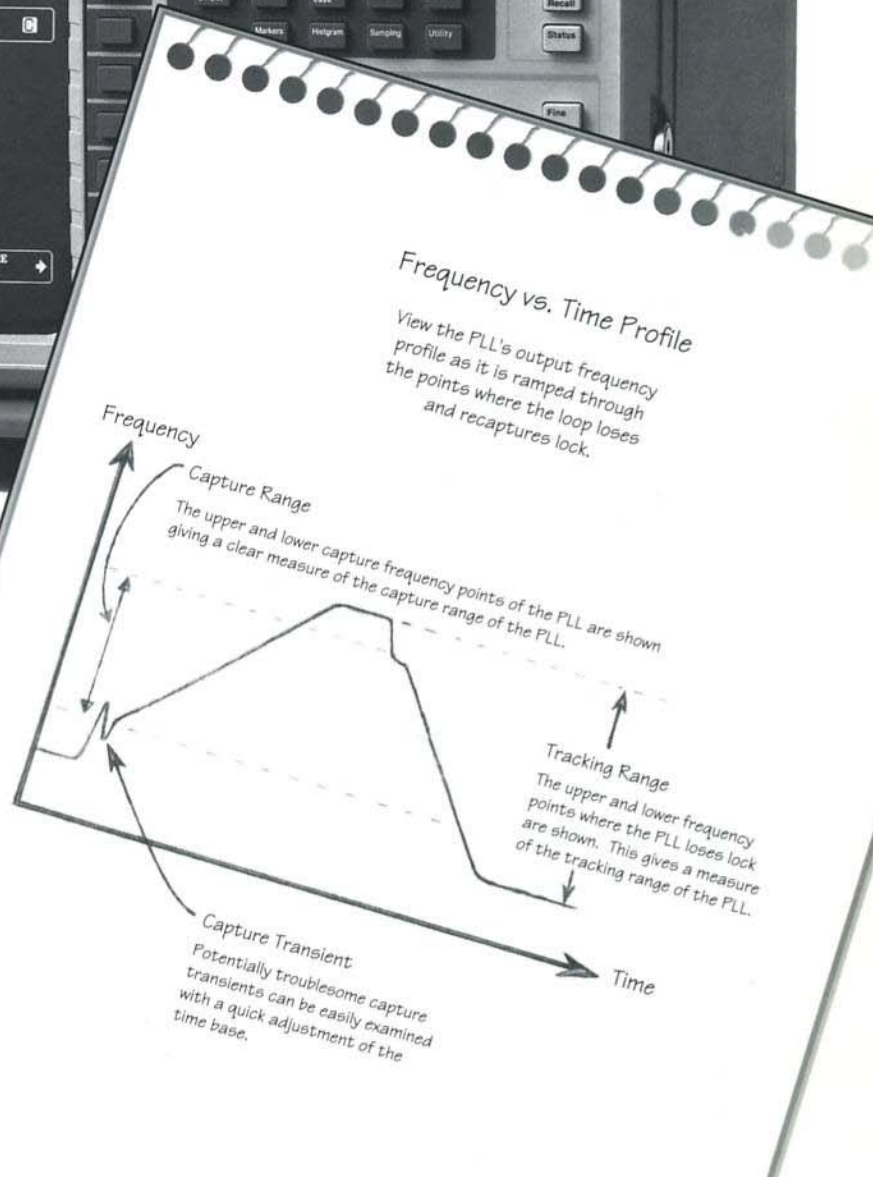 Recall
Markers
Histgram
Sampling
Utility
Status
Fine
E
Frequency vs. Time Profile
View the PLL's output frequency
profile as it is ramped through
the points where the loop loses
and recaptures lock.
Frequency
Capture Range
The upper and lower capture frequency points of the PLL are shown
giving a clear measure of the capture range of the PLL.
Tracking Range
The upper and lower frequency
points where the PLL loses lock
are shown. This gives a measure
of the tracking range of the PLL.
Time
Capture Transient
Potentially troublesome capture
transients can be easily examined
with a quick adjustment of the
time base.